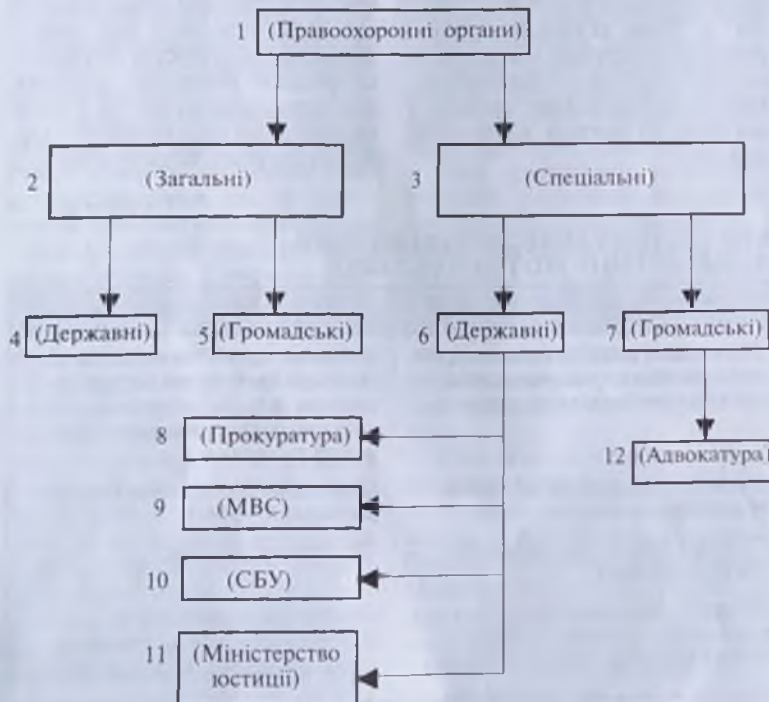 1 (Правоохоронні органи)
2 (Загальні) 3 (Спеціальні)
4 (Державні) 5 (Громадські) 6 (Державні) 7 (Громадські)
8 (Прокуратура)
12 (Адвокатура)
9 (МВС)
10 (СБУ)
11 (Міністерство
юстиції)